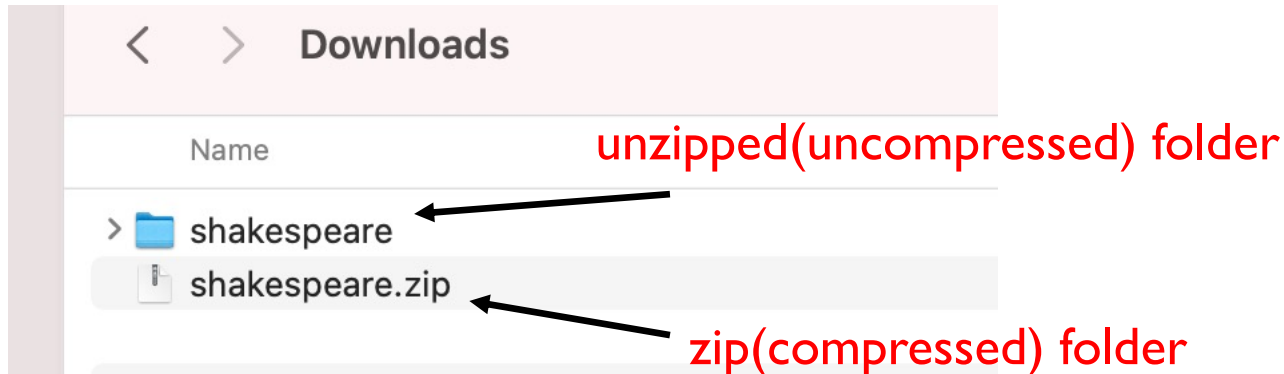 Downloads
Name
unzipped(uncompressed) folder
shakespeare
shakespeare.zip
zip(compressed) folder